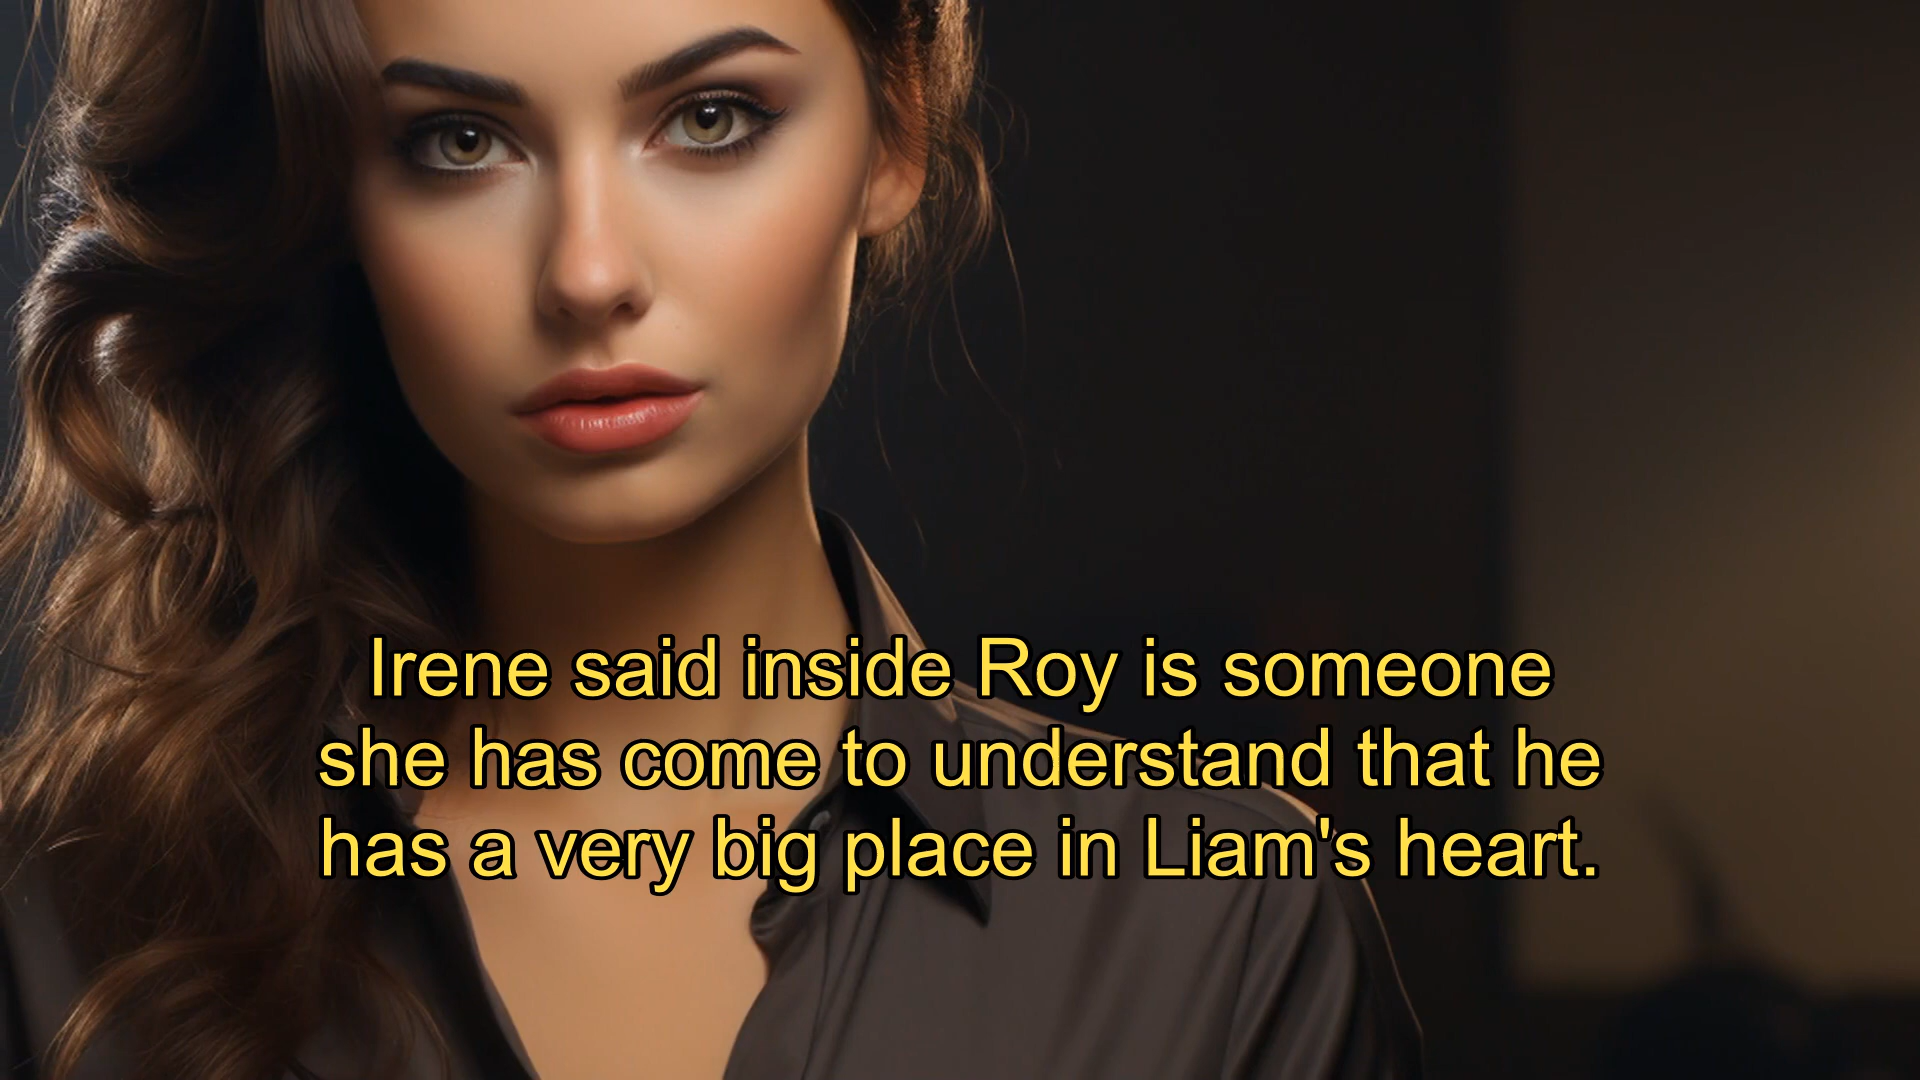 Irene said inside Roy is someone
she has come to understand that he
has a very big place in Liam's heart.